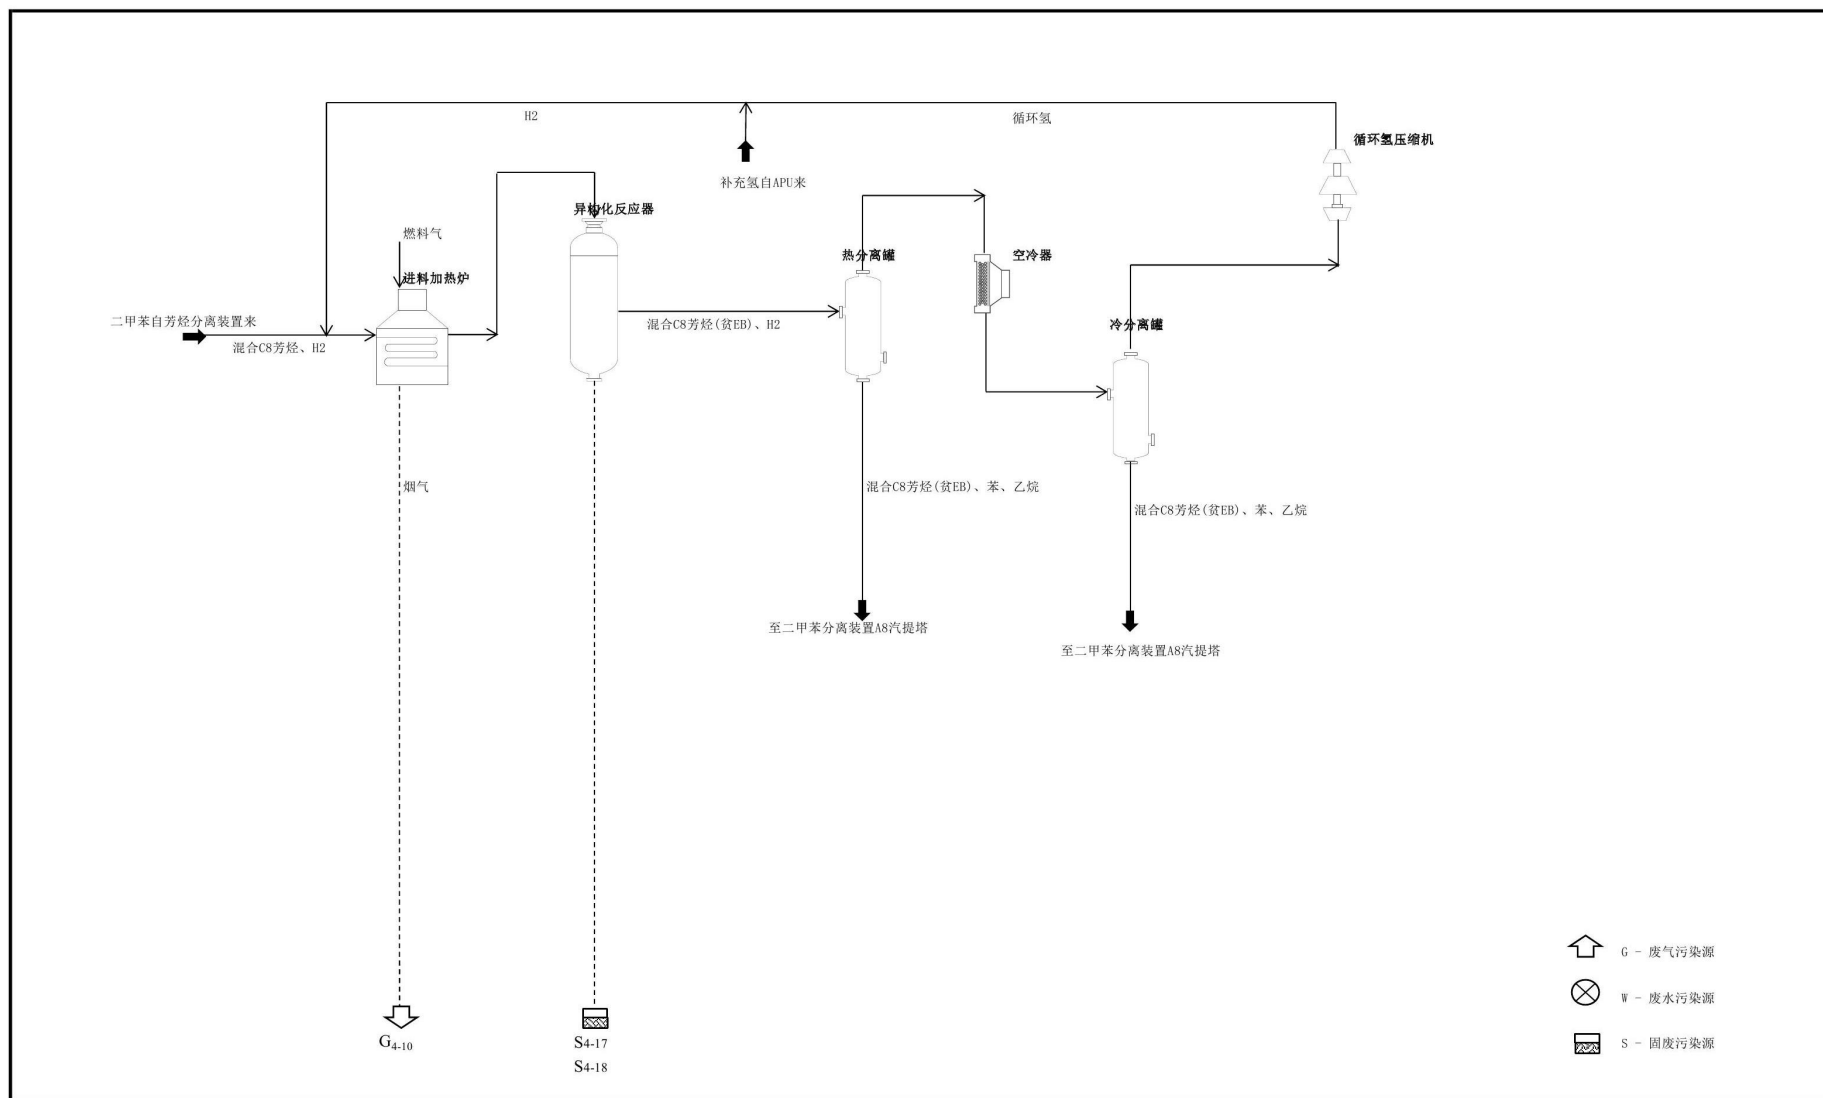 H2
循环氢
循环氢压缩机
补充氢自APU来
异构化反应器
燃料气
进料加热炉
热分离罐
空冷器
二甲苯自芳烃分离装置来
混合C8芳烃、H2
混合C8芳烃(贫EB)、H2
冷分离罐
烟气
混合C8芳烃(贫EB)、苯、乙烷
混合C8芳烃(贫EB)、苯、乙烷
至二甲苯分离装置A8汽提塔
至二甲苯分离装置A8汽提塔
G - 废气污染源
W - 废水污染源
S - 固废污染源
G4-10
S4-17
S4-18